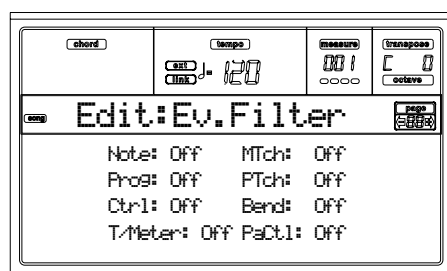 chord tempo measure transpose
ext link ♩= 120 001 C 0
octave
song Edit:Ev.Filter page
Note: Off MTch: Off
Prog: Off PTch: Off
Ctrl: Off Bend: Off
T/Meter: Off PaCtl: Off